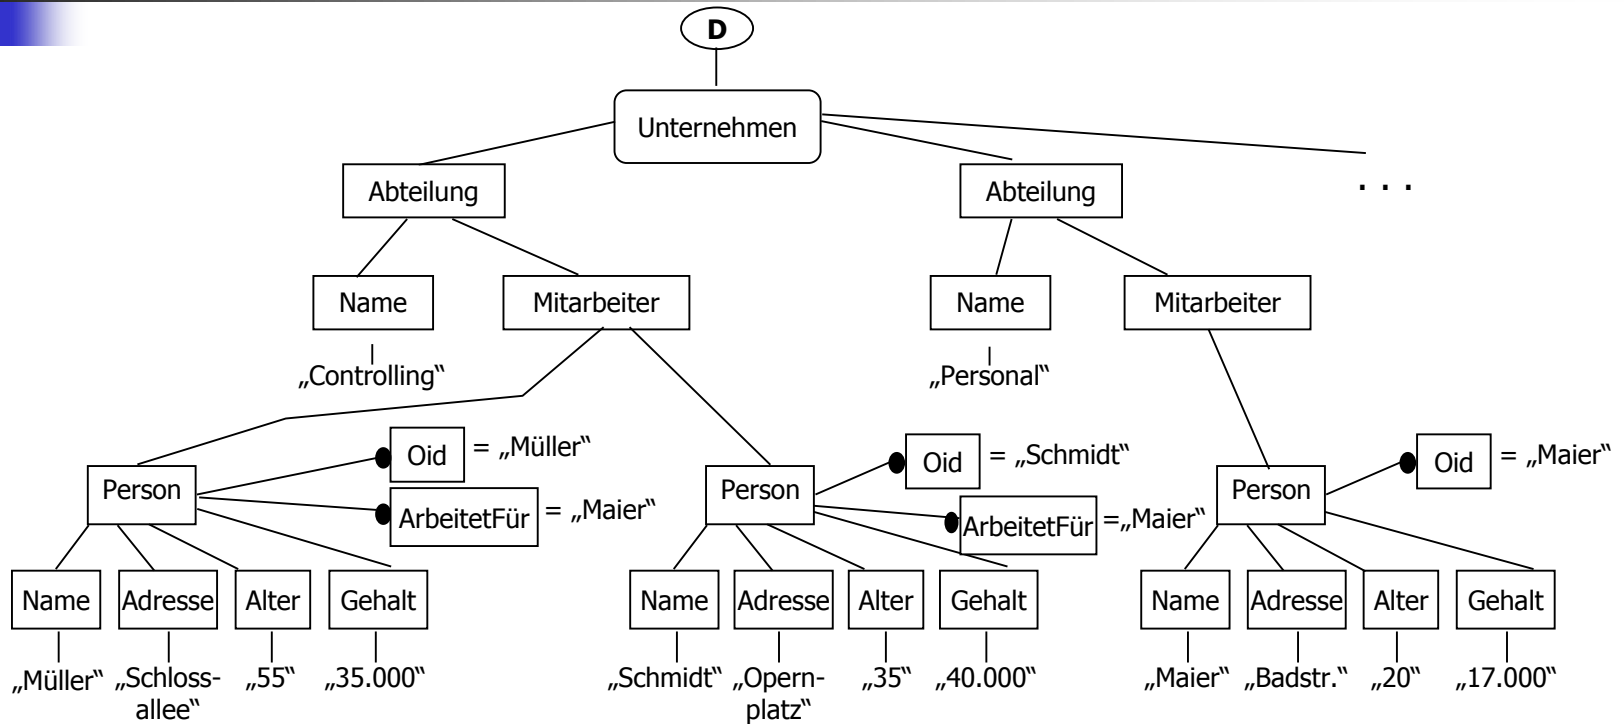 D
Unternehmen
Abteilung
Abteilung
. . .
Name
Mitarbeiter
Name
Mitarbeiter
„Controlling“
„Personal“
Person
Oid
= „Müller“
ArbeitetFür
= „Maier“
Person
Oid
= „Schmidt“
ArbeitetFür
=„Maier“
Person
Oid
= „Maier“
Name
Adresse
Alter
Gehalt
Name
Adresse
Alter
Gehalt
Name
Adresse
Alter
Gehalt
„Müller“
„Schloss-
allee“
„55“
„35.000“
„Schmidt“
„Opern-
platz“
„35“
„40.000“
„Maier“
„Badstr.“
„20“
„17.000“